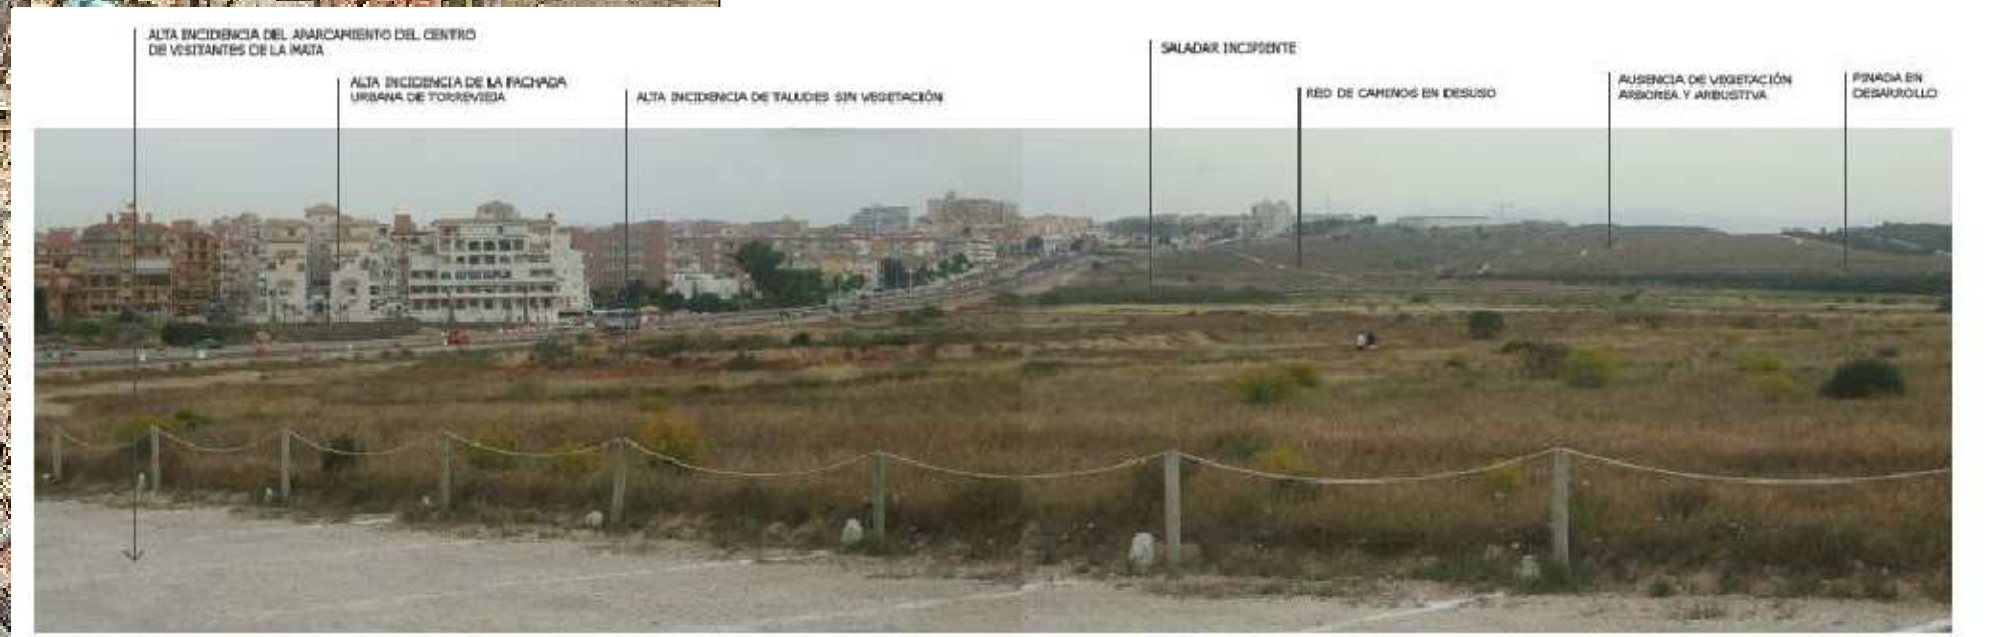 ALTA INCIDENCIA DEL APARCAMIENTO DEL CENTRO
DE VISITANTES DE LA MATA
ALTA INCIDENCIA DE LA FACHADA
URBANA DE TORREVIEJA
ALTA INCIDENCIA DE TALUDES SIN VEGETACIÓN
SALADAR INCIPIENTE
RED DE CAMINOS EN DESUSO
AUSENCIA DE VEGETACIÓN
ARBOREA Y ARBUSTIVA
PINADA EN
DESARROLLO